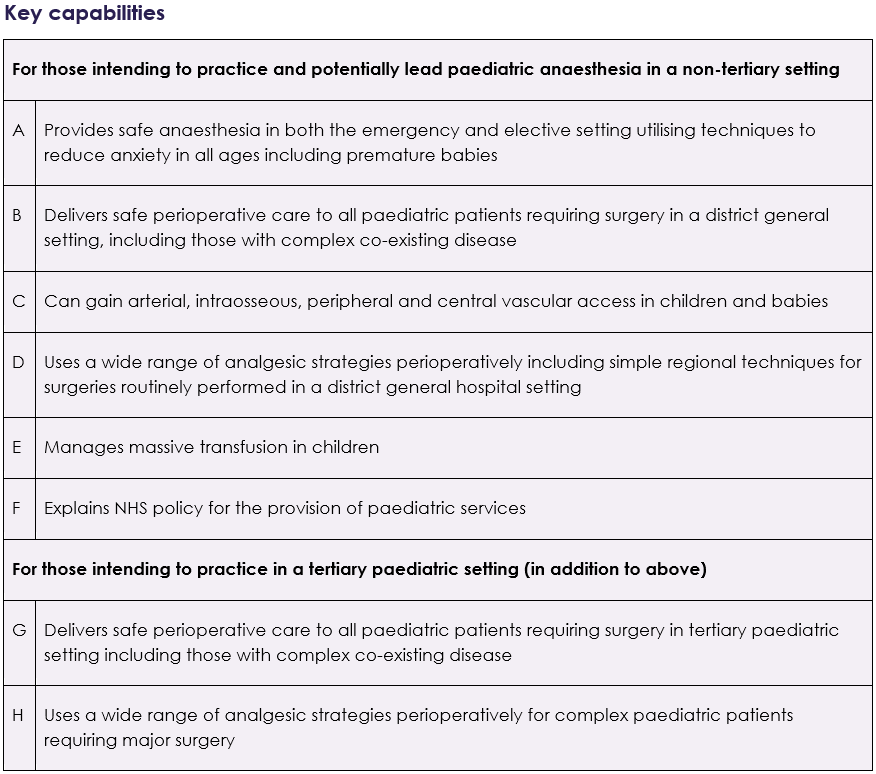 Key capabilities
For those intending to practice and potentially lead paediatric anaesthesia in a non-tertiary setting
A Provides safe anaesthesia in both the emergency and elective setting utilising techniques to
reduce anxiety in all ages including premature babies
B Delivers safe perioperative care to all paediatric patients requiring surgery in a district general
setting, including those with complex co-existing disease
C Can gain arterial, intraosseous, peripheral and central vascular access in children and babies
D Uses a wide range of analgesic strategies perioperatively including simple regional techniques for
surgeries routinely performed in a district general hospital setting
E Manages massive transfusion in children
F Explains NHS policy for the provision of paediatric services
For those intending to practice in a tertiary paediatric setting (in addition to above)
G Delivers safe perioperative care to all paediatric patients requiring surgery in tertiary paediatric
setting including those with complex co-existing disease
H Uses a wide range of analgesic strategies perioperatively for complex paediatric patients
requiring major surgery